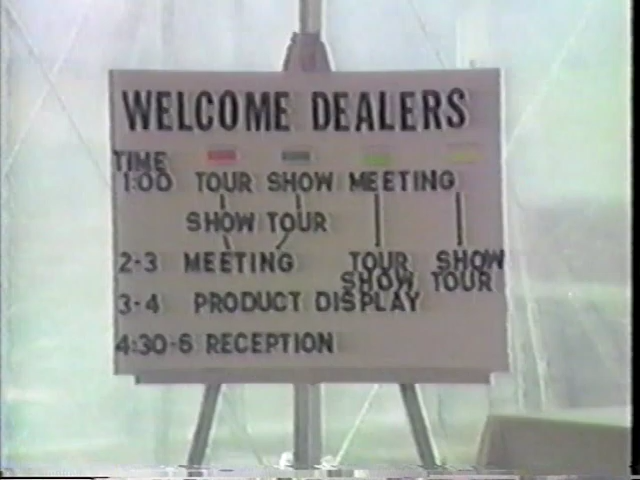 WELCOME DEALERS
TIME
1:00 TOUR SHOW MEETING
SHOW TOUR
2-3 MEETING TOUR SHOW
SHOW TOUR
3-4 PRODUCT DISPLAY
4:30-6 RECEPTION